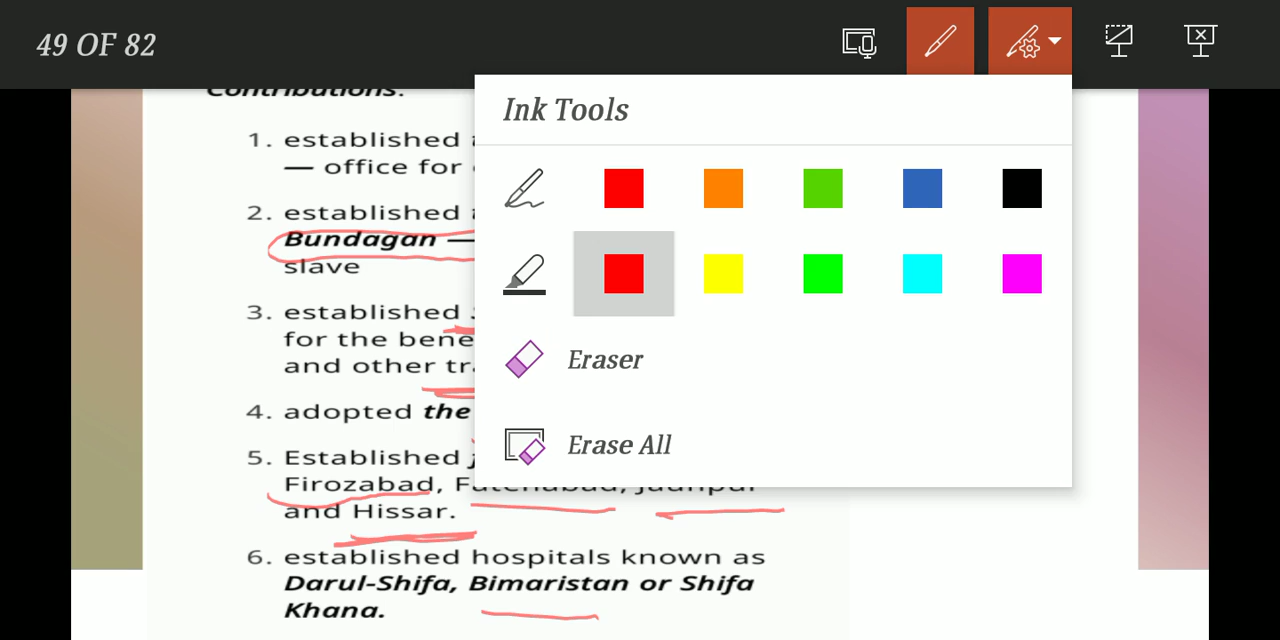 49 OF 82
Contributions:
1. established
— office for
2. established
Bundagan —
slave
3. established
for the
and other
4. adopted the
5. Established
Firozabad, Fatehabad, Jaunpur
and Hissar.
6. established hospitals known as
Darul-Shifa, Bimaristan or Shifa
Khana.
Ink Tools
Eraser
Erase All